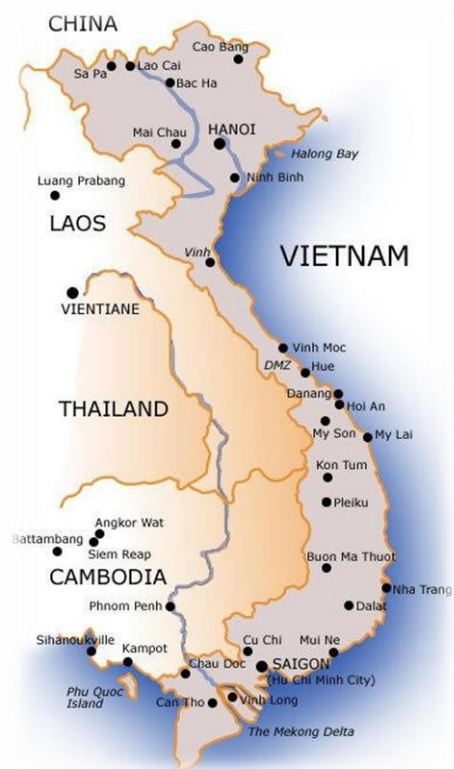 CHINA
Cao Bang
Sa Pa
Lao Cai
Bac Ha
Mai Chau
HANOI
Halong Bay
Luang Prabang
Ninh Binh
LAOS
Vinh
VIETNAM
VIENTIANE
Vinh Moc
DMZ
Hue
Danang
Hoi An
THAILAND
My Son
My Lai
Kon Tum
Pleiku
Angkor Wat
Battambang
Siem Reap
Buon Ma Thuot
CAMBODIA
Nha Trang
Phnom Penh
Dalat
Sihanoukville
Kampot
Cu Chi
Mui Ne
Chau Doc
SAIGON
(Hu Chi Minh City)
Phu Quoc
Island
Can Tho
Vinh Long
The Mekong Delta